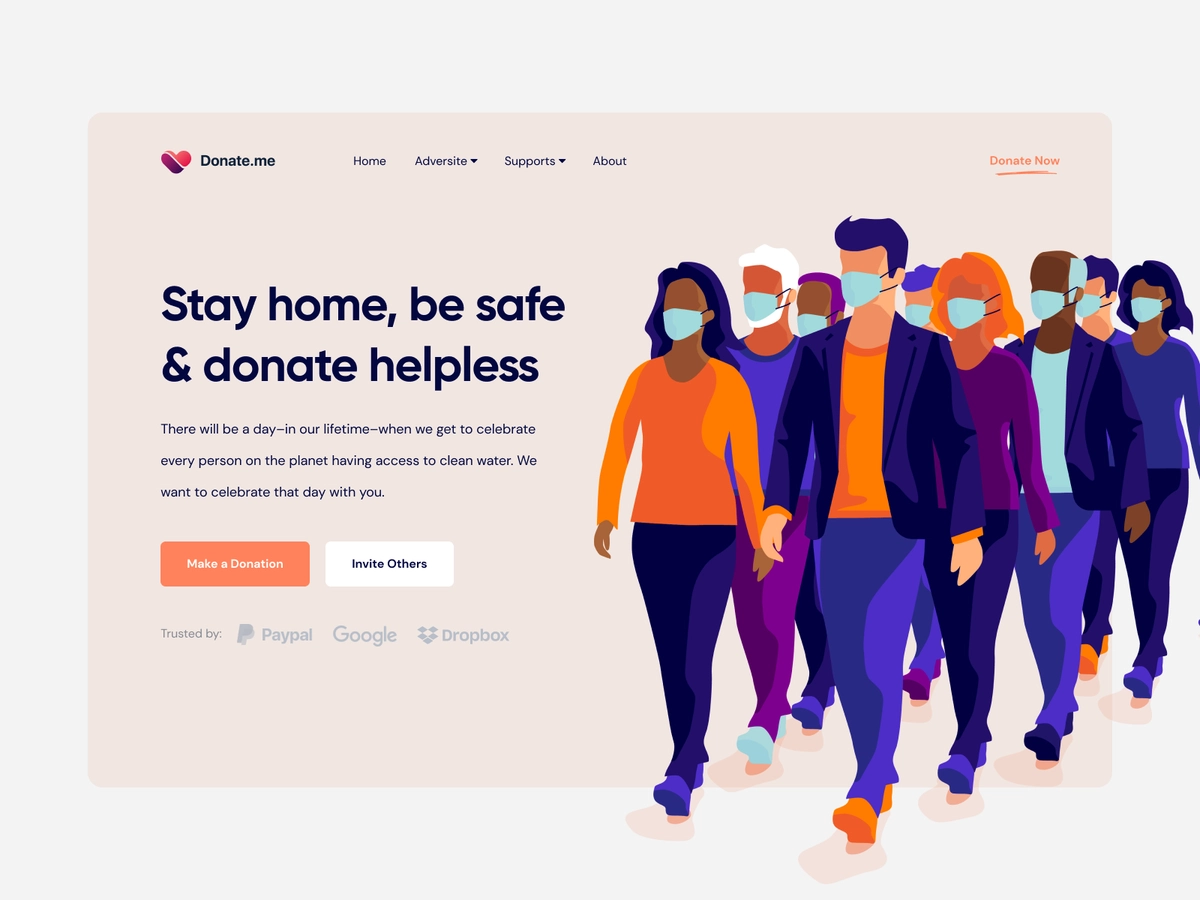 Donate.me
Home
Adversite
Supports
About
Donate Now
Stay home, be safe
& donate helpless
There will be a day–in our lifetime–when we get to celebrate
every person on the planet having access to clean water. We
want to celebrate that day with you.
Make a Donation
Invite Others
Trusted by:
Paypal
Google
Dropbox